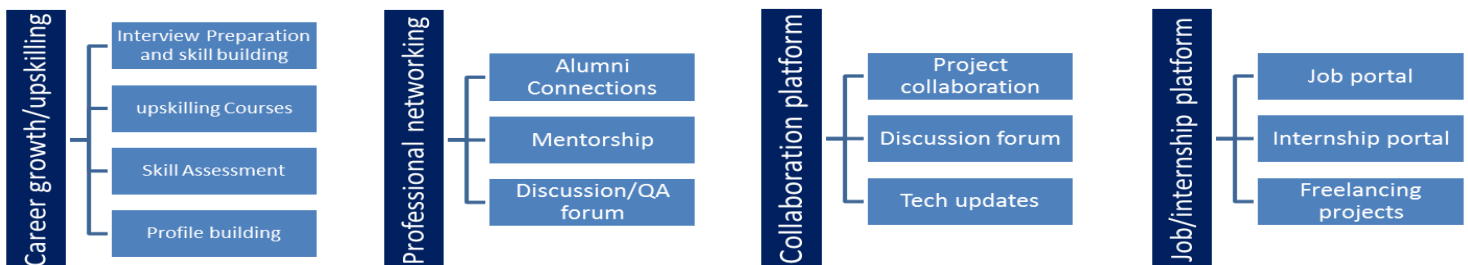 Career growth/upskilling
Interview Preparation
and skill building
upskilling Courses
Skill Assessment
Profile building
Professional networking
Alumni
Connections
Mentorship
Discussion/QA
forum
Collaboration platform
Project
collaboration
Discussion forum
Tech updates
Job/internship platform
Job portal
Internship portal
Freelancing
projects